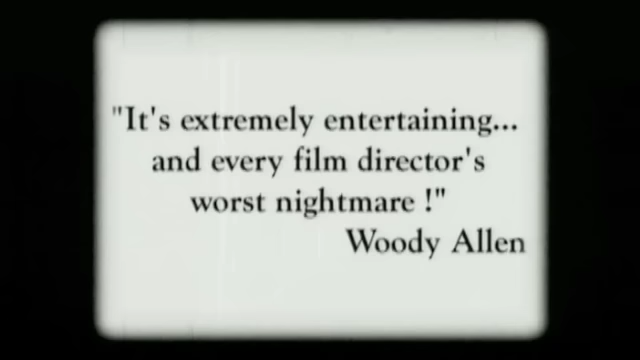 "It's extremely entertaining...
and every film director's
worst nightmare !"
Woody Allen